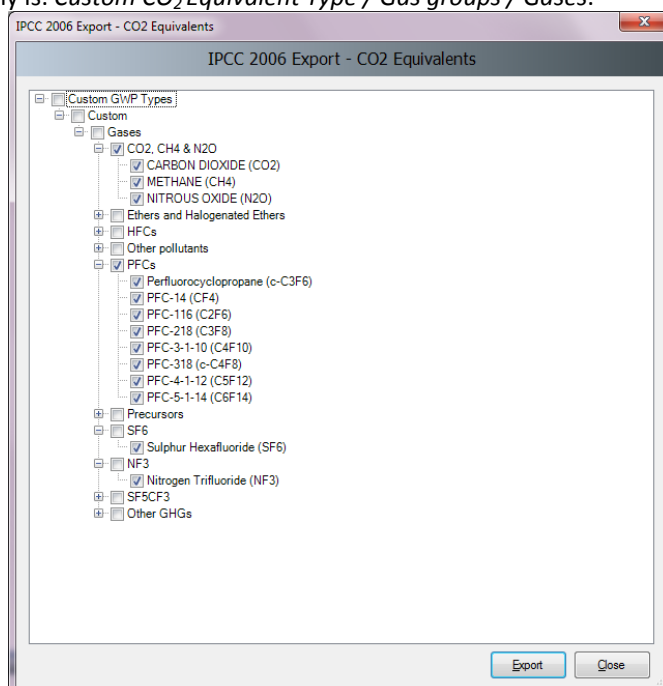 ny is: Custom CO2 Equivalent Type / Gas groups / Gases.
IPCC 2006 Export - CO2 Equivalents
IPCC 2006 Export - CO2 Equivalents
Custom GWP Types
Custom
Gases
CO2, CH4 & N2O
CARBON DIOXIDE (CO2)
METHANE (CH4)
NITROUS OXIDE (N2O)
Ethers and Halogenated Ethers
HFCs
Other pollutants
PFCs
Perfluorocyclopropane (c-C3F6)
PFC-14 (CF4)
PFC-116 (C2F6)
PFC-218 (C3F8)
PFC-3-1-10 (C4F10)
PFC-318 (c-C4F8)
PFC-4-1-12 (C5F12)
PFC-5-1-14 (C6F14)
Precursors
SF6
Sulphur Hexafluoride (SF6)
NF3
Nitrogen Trifluoride (NF3)
SF5CF3
Other GHGs
Export Close